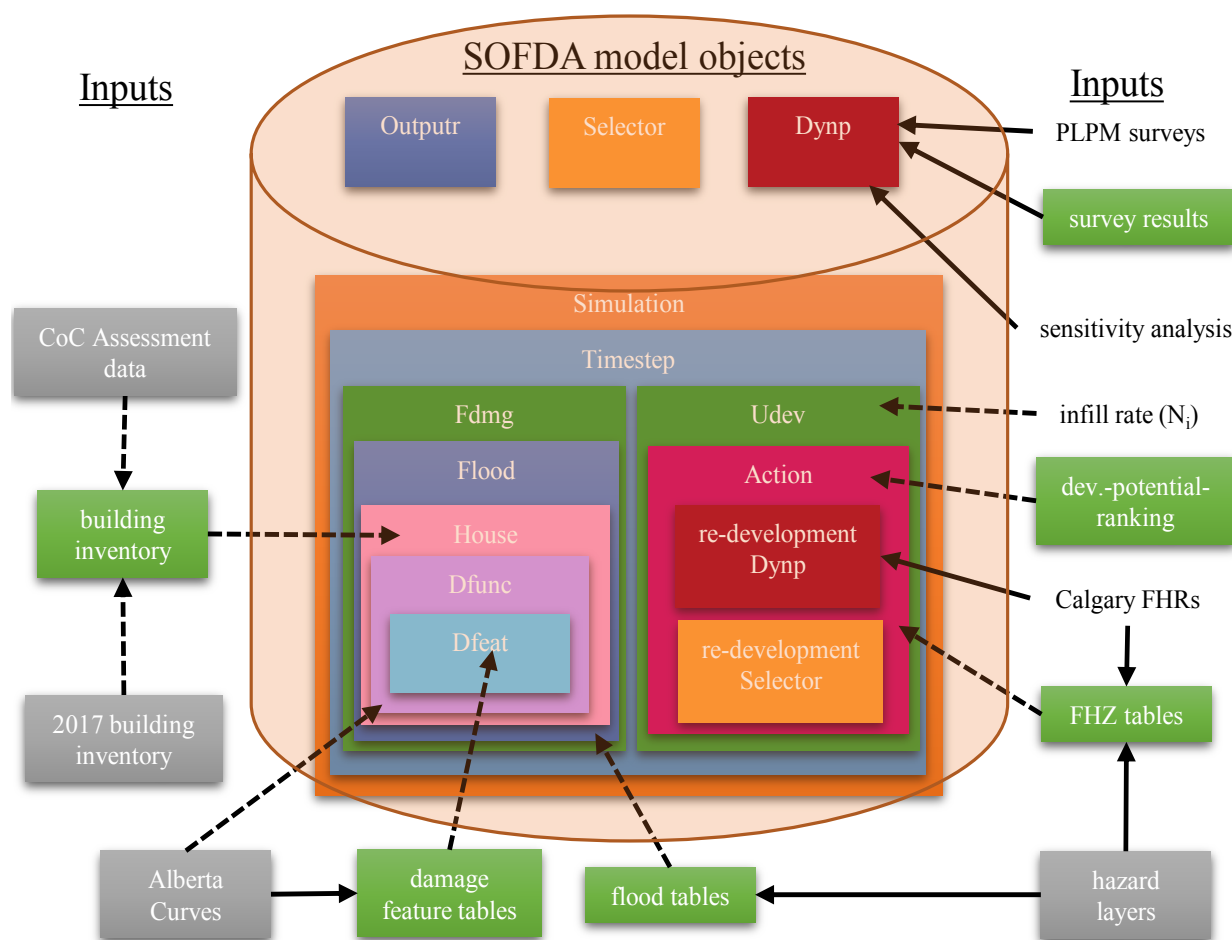 SOFDA model objects
Inputs
Inputs
Outputr
Selector
Dynp
PLPM surveys
survey results
sensitivity analysis
Simulation
Timestep
CoC Assessment
data
Fdmg
Udev
infill rate (Nᵢ)
Flood
Action
dev.-potential-
ranking
building
inventory
House
re-development
Dynp
Dfunc
Calgary FHRs
Dfeat
re-development
Selector
2017 building
inventory
FHZ tables
Alberta
Curves
damage
feature tables
flood tables
hazard
layers